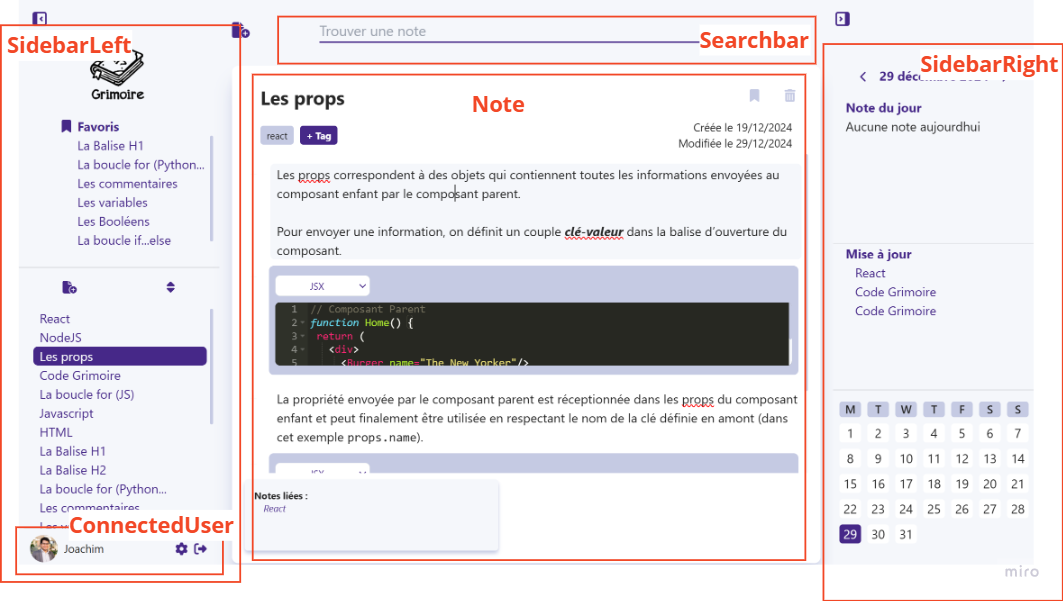 SidebarLeft
Grimoire
Favoris
La Balise H1
La boucle for (Python...
Les commentaires
Les variables
Les Booléens
La boucle if...else
React
NodeJS
Les props
Code Grimoire
La boucle for (JS)
Javascript
HTML
La Balise H1
La Balise H2
La boucle for (Python...
Les commentaires
ConnectedUser
Joachim
Trouver une note
Searchbar
Les props
Note
react
+ Tag
Créée le 19/12/2024
Modifiée le 29/12/2024
Les props correspondent à des objets qui contiennent toutes les informations envoyées au
composant enfant par le composant parent.
Pour envoyer une information, on définit un couple clé-valeur dans la balise d'ouverture du
composant.
JSX
1 // Composant Parent
2 function Home() {
3 return (
4 <div>
5 <Burger name="The New Yorker"/>
La propriété envoyée par le composant parent est réceptionnée dans les props du composant
enfant et peut finalement être utilisée en respectant le nom de la clé définie en amont (dans
cet exemple props.name).
JSX
Notes liées :
React
SidebarRight
29
Note du jour
Aucune note aujourdhui
Mise à jour
React
Code Grimoire
Code Grimoire
M T W T F S S
1 2 3 4 5 6 7
8 9 10 11 12 13 14
15 16 17 18 19 20 21
22 23 24 25 26 27 28
29 30 31
miro